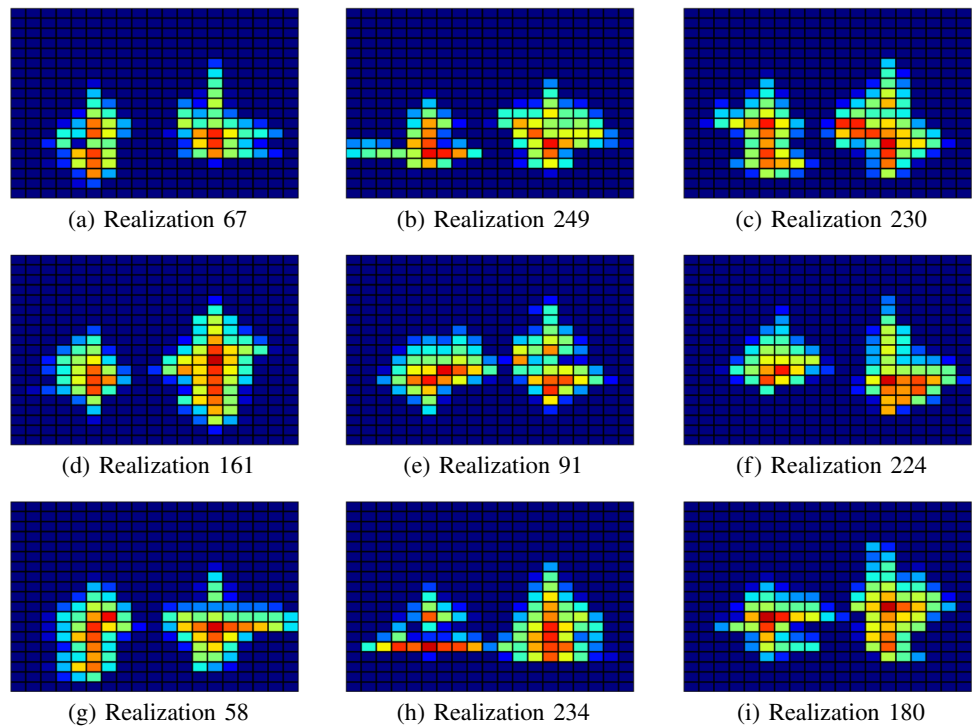 (a) Realization 67
(b) Realization 249
(c) Realization 230
(d) Realization 161
(e) Realization 91
(f) Realization 224
(g) Realization 58
(h) Realization 234
(i) Realization 180